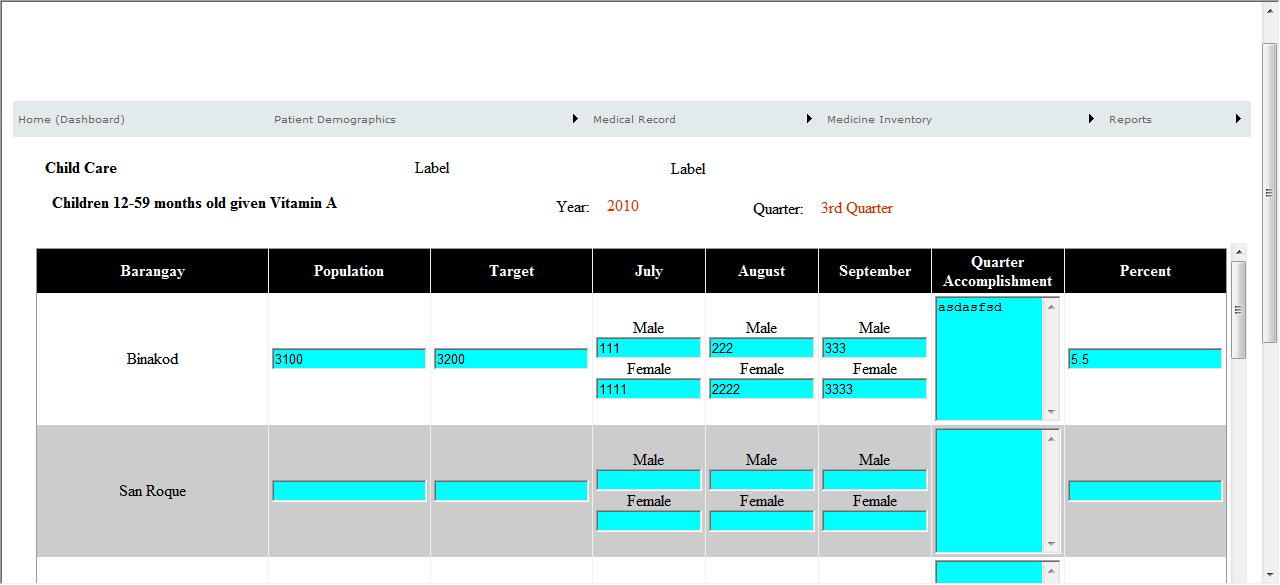 Home (Dashboard) Patient Demographics Medical Record Medicine Inventory Reports
Child Care Label Label
Children 12-59 months old given Vitamin A Year: 2010 Quarter: 3rd Quarter
Barangay Population Target July August September Quarter Accomplishment Percent
asdasfsd
Male Male Male
Binakod 3100 3200 111 222 333 5.5
Female Female Female
1111 2222 3333
Male Male Male
San Roque
Female Female Female